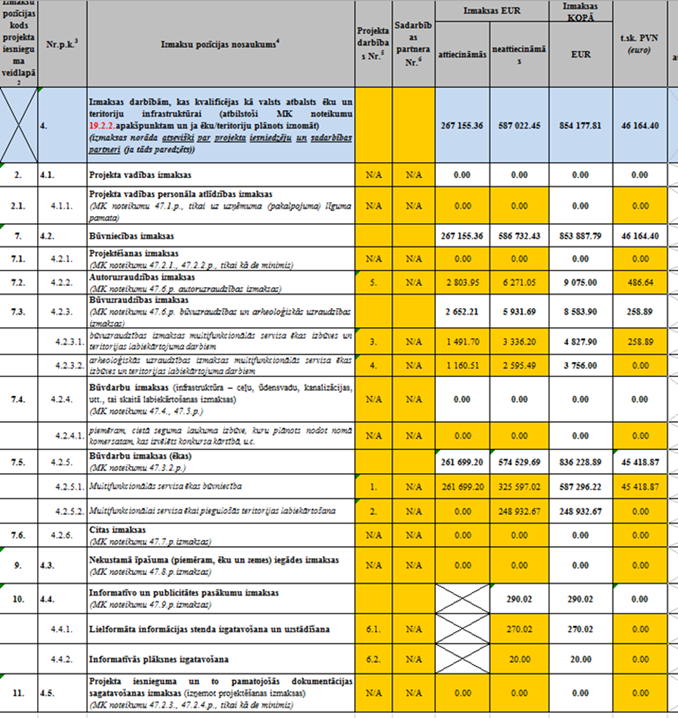 Izmaksu pozīcijas kods projekta iesniegu ma veidlapā 2
Nr.p.k.3
Izmaksu pozīcijas nosaukums4
Projekta darbība s Nr.5
Sadarbīb as partnera Nr.6
Izmaksas EUR
attiecināmās
neattiecināmā s
Izmaksas KOPĀ
EUR
t.sk. PVN (euro)
4.
Izmaksas darbībām, kas kvalificējas kā valsts atbalsts ēku un
teritoriju infrastruktūrai (atbilstoši MK noteikumu
19.2.2.apakšpunktam un ja ēku/teritoriju plānots iznomāt)
(izmaksas norāda atsevišķi par projekta iesniedzēju un sadarbības
partneri (ja tāds paredzēts))
267 155.36 587 022.45 854 177.81 46 164.40
2. 4.1. Projekta vadības izmaksas N/A N/A 0.00 0.00 0.00 0.00
2.1. 4.1.1. Projekta vadības personāla atlīdzības izmaksas
(MK noteikumu 47.1.p., tikai uz uzņēmuma (pakalpojuma) līguma
pamata)
N/A N/A 0.00 0.00 0.00 0.00
7. 4.2. Būvniecības izmaksas 267 155.36 586 732.43 853 887.79 46 164.40
7.1. 4.2.1. Projektēšanas izmaksas
(MK noteikumu 47.2.1., 47.2.2.p., tikai kā de minimis)
N/A N/A 0.00 0.00 0.00 0.00
7.2. 4.2.2. Autoruzraudzības izmaksas
(MK noteikumu 47.6.p. autoruzraudzības izmaksas)
5. N/A 2 803.95 6 271.05 9 075.00 486.64
7.3. 4.2.3. Būvuzraudzības izmaksas
(MK noteikumu 47.6.p. būvuzraudzības un arheoloģiskās uzraudzības
izmaksas)
2 652.21 5 931.69 8 583.90 258.89
4.2.3.1. būvuzraudzības izmaksas multifunkcionālās servisa ēkas izbūves un
teritorijas labiekārtojuma darbiem
3. N/A 1 491.70 3 336.20 4 827.90 258.89
4.2.3.2. arheoloģiskās uzraudzības izmaksas multifunkcionālās servisa ēkas
izbūves un teritorijas labiekārtojuma darbiem
4. N/A 1 160.51 2 595.49 3 756.00 0.00
7.4. 4.2.4. Būvdarbu izmaksas (infrastruktūra – ceļu, ūdensvadu, kanalizācijas,
utt., tai skaitā labiekārtošanas izmaksas)
(MK noteikumu 47.4., 47.5.p.)
N/A N/A 0.00 0.00 0.00 0.00
4.2.4.1. piemēram, cietā seguma laukuma izbūve, kuru plānots nodot nomā
komersatam, kas izvēlēts konkursa kārtībā, u.c.
N/A N/A 0.00 0.00 0.00 0.00
7.5. 4.2.5. Būvdarbu izmaksas (ēkas)
(MK noteikumu 47.3.2.p.)
261 699.20 574 529.69 836 228.89 45 418.87
4.2.5.1. Multifunkcionālās servisa ēkas būvniecība 1. N/A 261 699.20 325 597.02 587 296.22 45 418.87
4.2.5.2. Multifunkcionālai servisa ēkai piegulošās teritorijas labiekārtošana 2. N/A 0.00 248 932.67 248 932.67 0.00
7.6. 4.2.6. Citas izmaksas
(MK noteikumu 47.7.p.izmaksas)
N/A N/A 0.00 0.00 0.00 0.00
9. 4.3. Nekustamā īpašuma (piemēram, ēku un zemes) iegādes izmaksas
(MK noteikumu 47.8.p.izmaksas)
N/A N/A 0.00 0.00 0.00 0.00
10. 4.4. Informatīvo un publicitātes pasākumu izmaksas
(MK noteikumu 47.9.p.izmaksas)
290.02 290.02 0.00
4.4.1. Lielformāta informācijas stenda izgatavošana un uzstādīšana 6.1. N/A 270.02 270.02 0.00
4.4.2. Informatīvās plāksnes izgatavošana 6.2. N/A 20.00 20.00 0.00
11. 4.5. Projekta iesnieguma un to pamatojošās dokumentācijas
sagatavošanas izmaksas (izņemot projektēšanas izmaksas)
(MK noteikumu 47.2.3., 47.2.4.p., tikai kā de minimis)
N/A N/A 0.00 0.00 0.00 0.00